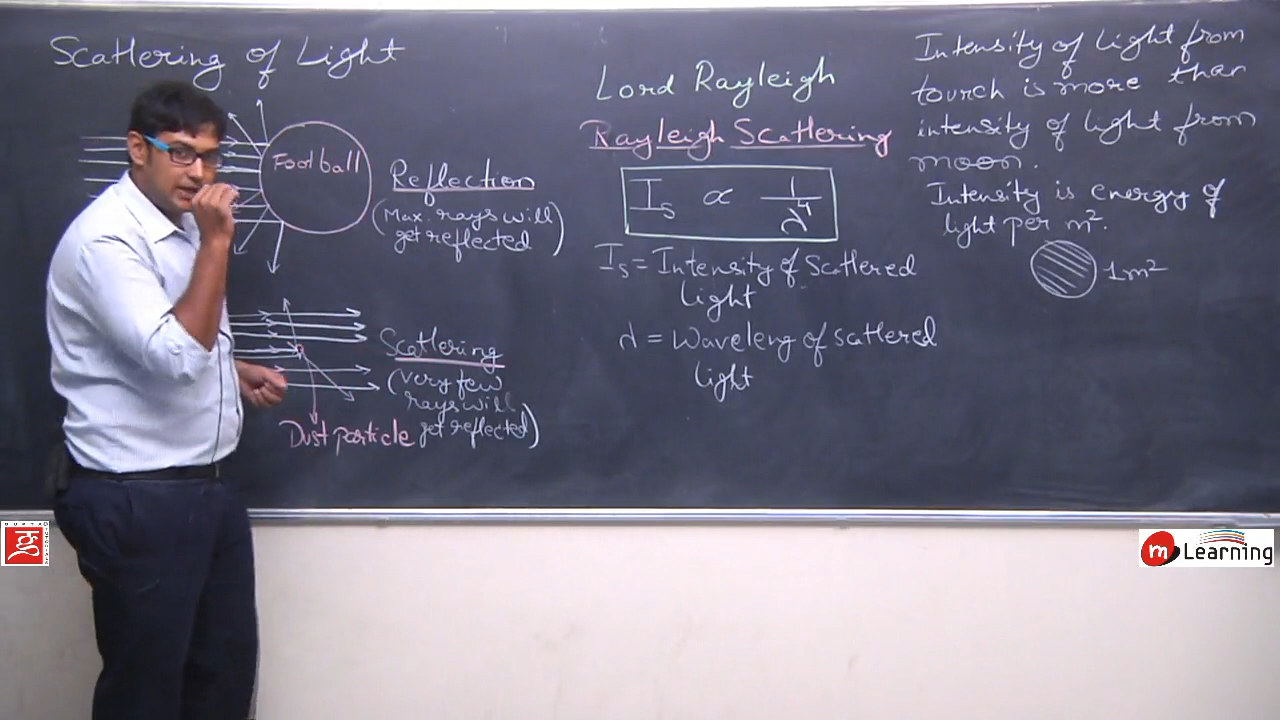 Scattering of Light
Football
Reflection
(Max. rays will
get reflected)
Scattering
(Very few
rays will
get reflected)
Dust particle
Lord Rayleigh
Rayleigh Scattering
Is ∝ 1/λ⁴
Is = Intensity of Scattered
Light
λ = Waveleng of scattered
light
Intensity of Light from
tourch is more than
intensity of light from
moon.
Intensity is energy of
light per m².
1m²
GUPTA
m Learning